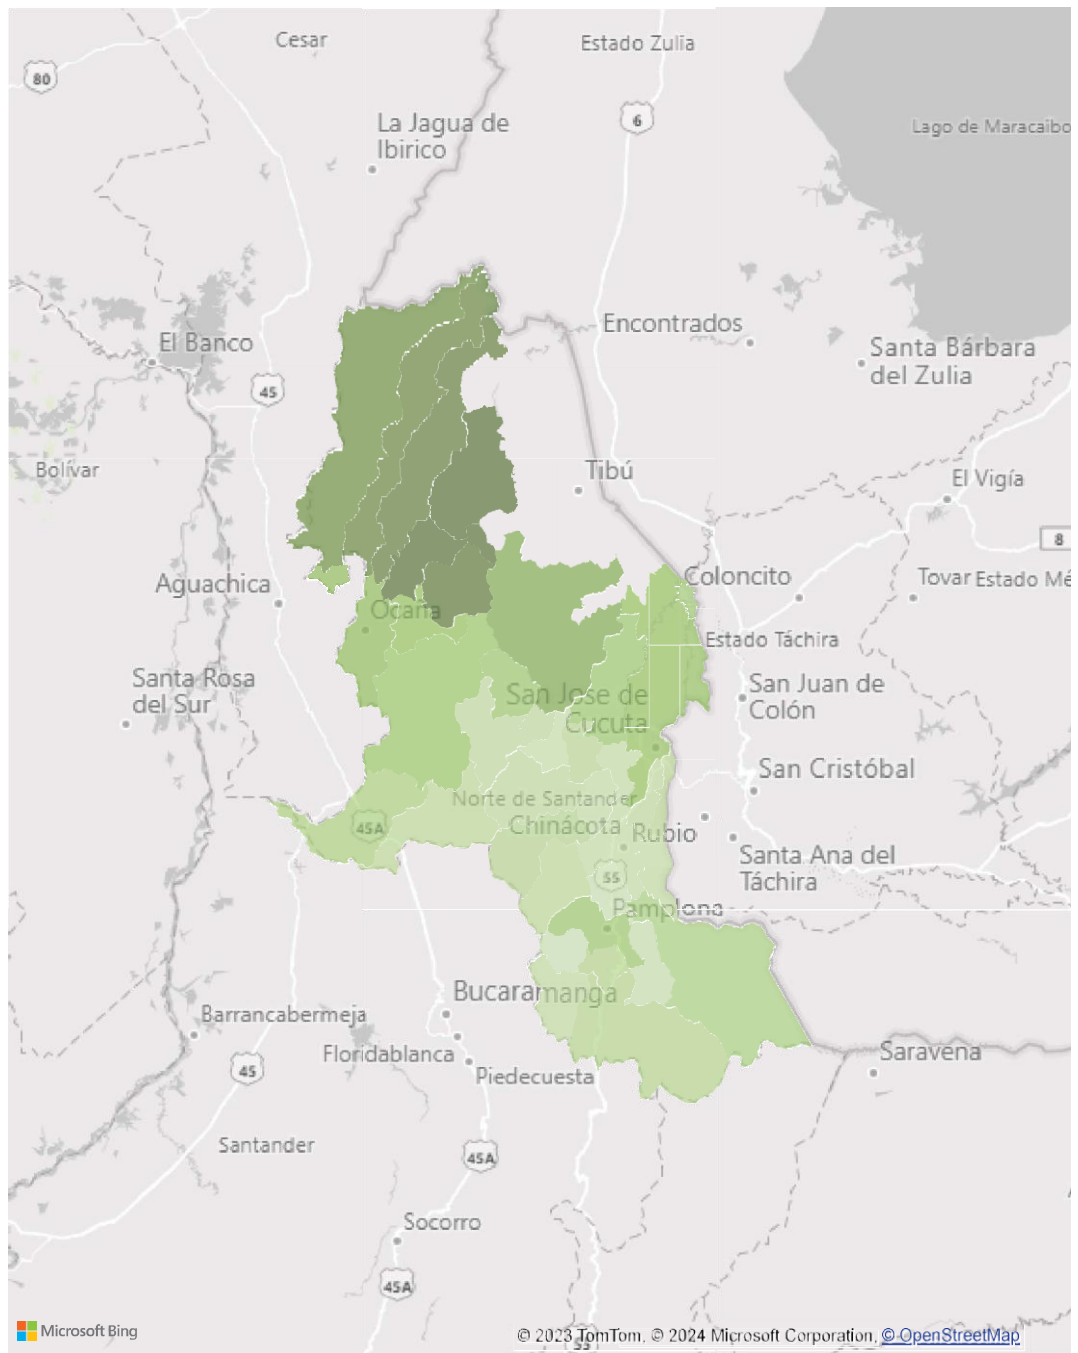 Cesar
Estado Zulia
80
6
La Jagua de
Ibirico
Lago de Maracaibo
Encontrados
El Banco
Santa Bárbara
del Zulia
45
Bolívar
Tibú
El Vigía
8
Aguachica
Coloncito
Tovar
Estado Mé
Ocaña
Estado Táchira
Santa Rosa
del Sur
San Jose de
Cucuta
San Juan de
Colón
San Cristóbal
Norte de Santander
45A
Chinácota
Rubio
Santa Ana del
Táchira
55
Pamplona
Bucaramanga
Barrancabermeja
Floridablanca
Saravena
45
Piedecuesta
Santander
45A
Socorro
45A
Microsoft Bing
55
© 2023 TomTom, © 2024 Microsoft Corporation, © OpenStreetMap